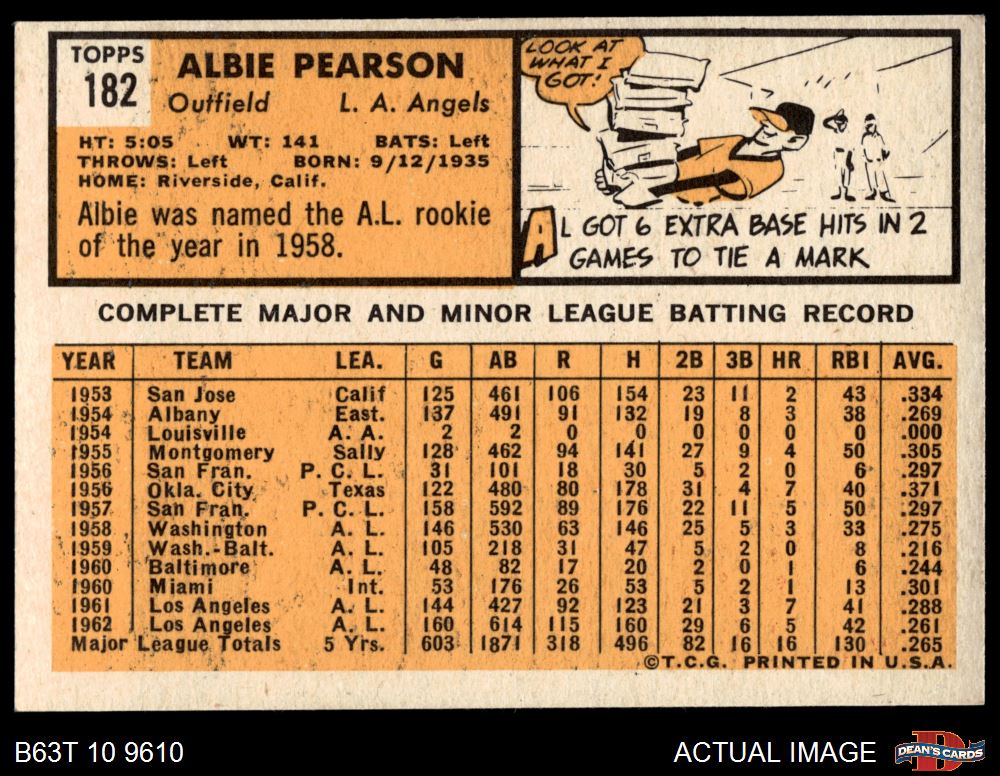 TOPPS
182
ALBIE PEARSON
Outfield L. A. Angels
HT: 5:05 WT: 141 BATS: Left
THROWS: Left BORN: 9/12/1935
HOME: Riverside, Calif.
Albie was named the A.L. rookie
of the year in 1958.
LOOK AT
WHAT I
GOT!
AL GOT 6 EXTRA BASE HITS IN 2
GAMES TO TIE A MARK
COMPLETE MAJOR AND MINOR LEAGUE BATTING RECORD
YEAR TEAM LEA. G AB R H 2B 3B HR RBI AVG.
1953 San Jose Calif 125 461 106 154 23 11 2 43 .334
1954 Albany East. 137 491 91 132 19 8 3 38 .269
1954 Louisville A. A. 2 2 0 0 0 0 0 0 .000
1955 Montgomery Sally 128 462 94 141 27 9 4 50 .305
1956 San Fran. P. C. L. 31 101 18 30 5 2 0 6 .297
1956 Okla. City Texas 122 480 80 178 31 4 7 40 .371
1957 San Fran. P. C. L. 158 592 89 176 22 11 5 50 .297
1958 Washington A. L. 146 530 63 146 25 5 3 33 .275
1959 Wash.-Balt. A. L. 105 218 31 47 5 2 0 8 .216
1960 Baltimore A. L. 48 82 17 20 2 0 1 6 .244
1960 Miami Int. 53 176 26 53 5 2 1 13 .301
1961 Los Angeles A. L. 144 427 92 123 21 3 7 41 .288
1962 Los Angeles A. L. 160 614 115 160 29 6 5 42 .261
Major League Totals 5 Yrs. 603 1871 318 496 82 16 16 130 .265
©T.C.G. PRINTED IN U.S.A.
B63T 10 9610 ACTUAL IMAGE DEAN'S CARDS